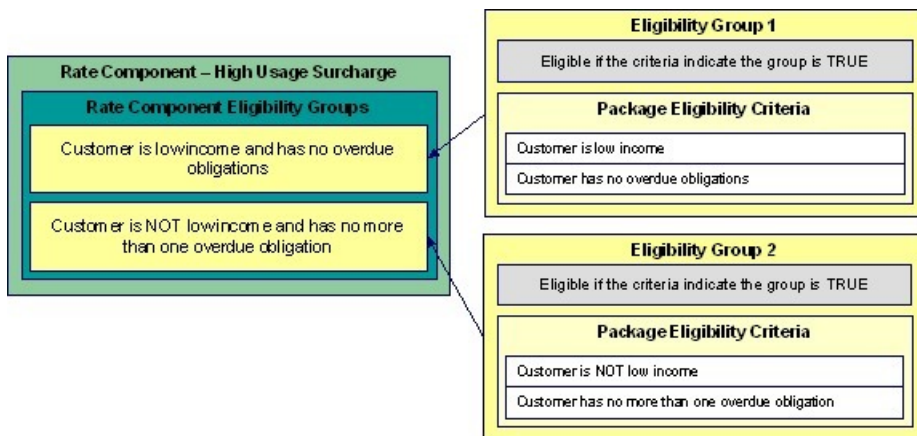 Rate Component – High Usage Surcharge
Rate Component Eligibility Groups
Customer is lowincome and has no overdue
obligations
Customer is NOT lowincome and has no more
than one overdue obligation
Eligibility Group 1
Eligible if the criteria indicate the group is TRUE
Package Eligibility Criteria
Customer is low income
Customer has no overdue obligations
Eligibility Group 2
Eligible if the criteria indicate the group is TRUE
Package Eligibility Criteria
Customer is NOT low income
Customer has no more than one overdue obligation